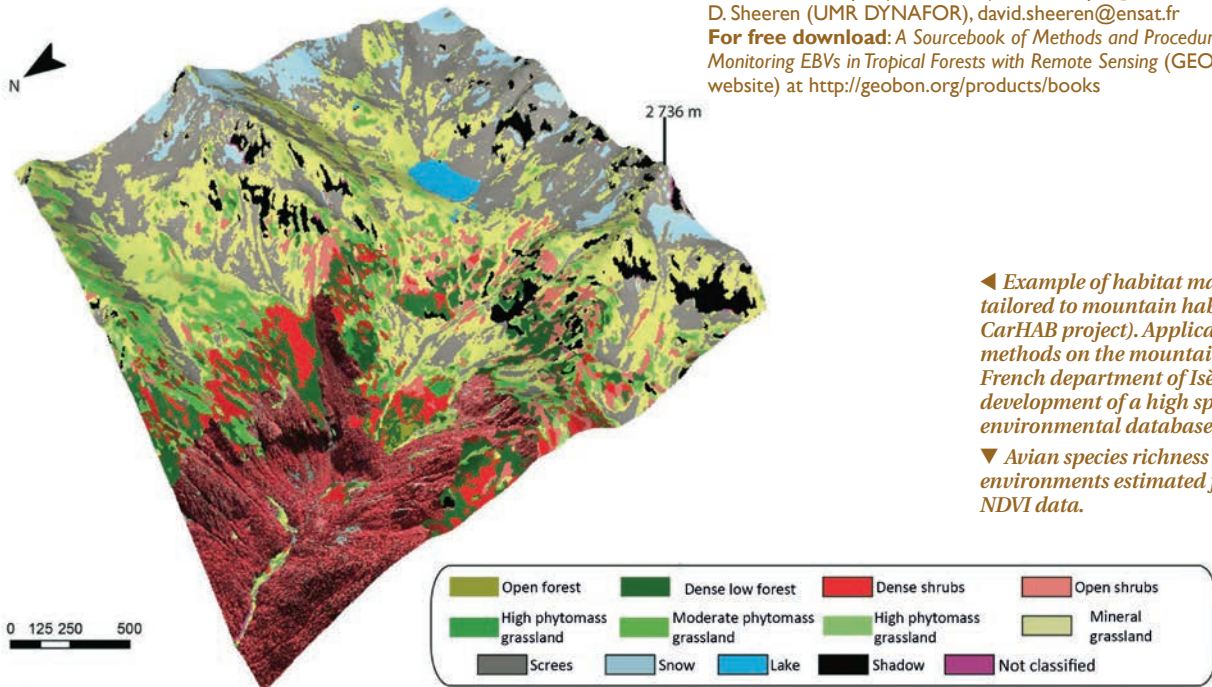 D. Sheeren (UMR DYNAFOR), david.sheeren@ensat.fr
For free download: A Sourcebook of Methods and Procedur
Monitoring EBVs in Tropical Forests with Remote Sensing (GEO
website) at http://geobon.org/products/books
N
2 736 m
◀ Example of habitat ma
tailored to mountain hab
CarHAB project). Applica
methods on the mountai
French department of Isè
development of a high sp
environmental database
▼ Avian species richness
environments estimated f
NDVI data.
Open forest Dense low forest Dense shrubs Open shrubs
High phytomass grassland Moderate phytomass grassland High phytomass grassland Mineral grassland
Screes Snow Lake Shadow Not classified
0 125 250 500